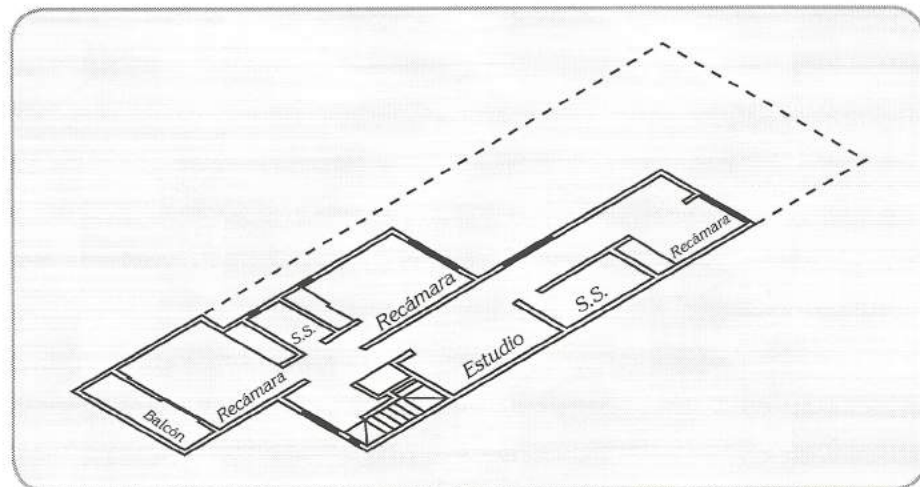 Recámara
S.S.
Recámara
S.S.
Estudio
Recámara
Balcón